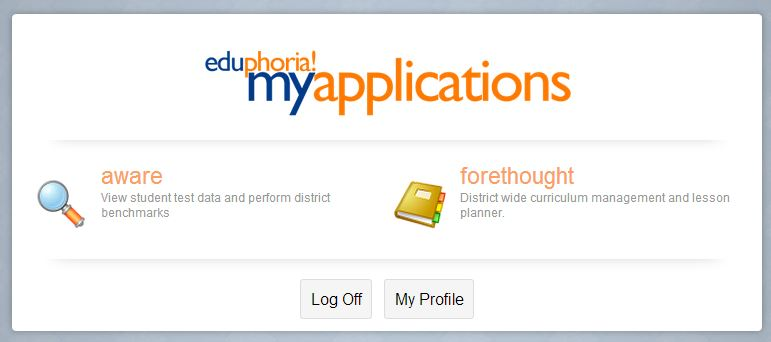 eduphoria!
myapplications
aware
View student test data and perform district
benchmarks
forethought
District wide curriculum management and lesson
planner.
Log Off
My Profile